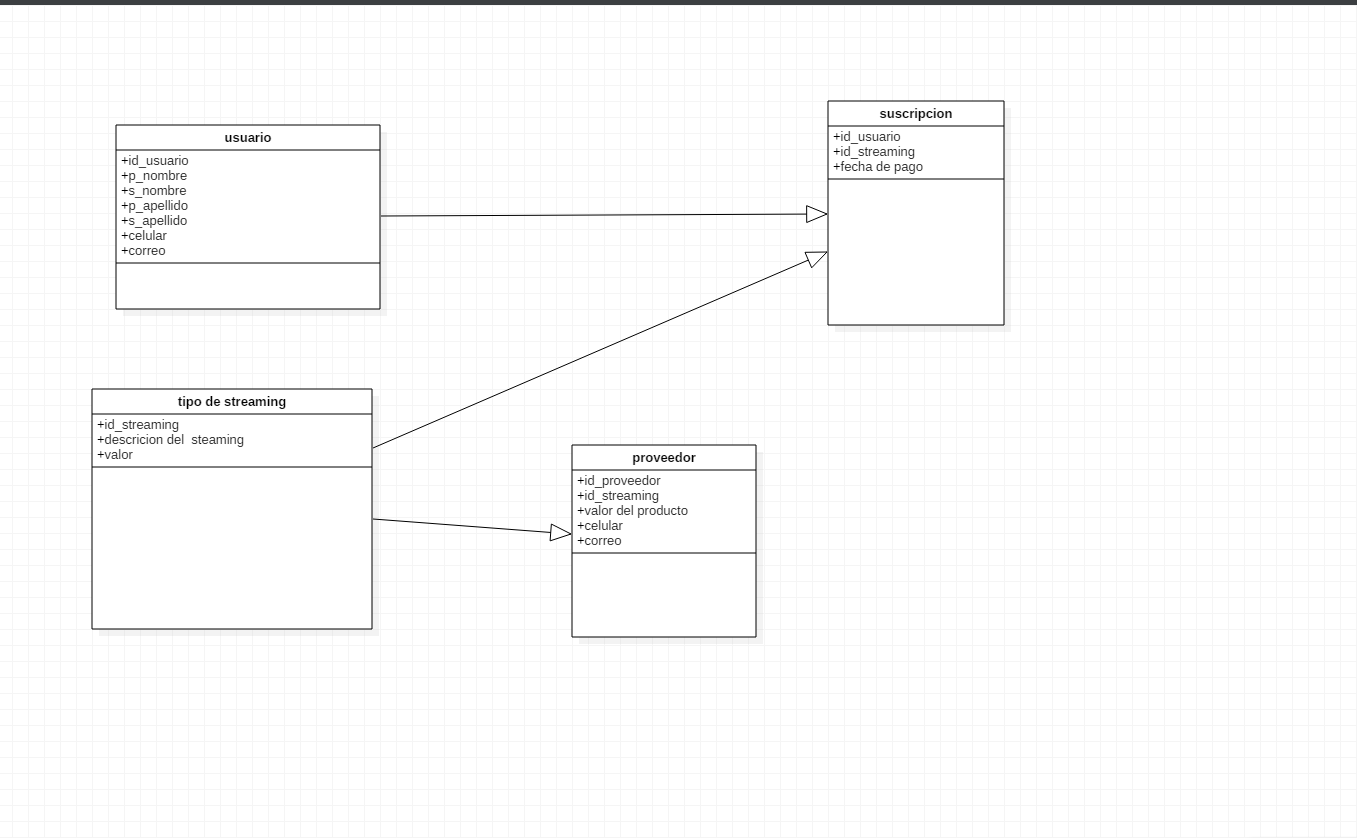 usuario
+id_usuario
+p_nombre
+s_nombre
+p_apellido
+s_apellido
+celular
+correo
suscripcion
+id_usuario
+id_streaming
+fecha de pago
tipo de streaming
+id_streaming
+descricion del  steaming
+valor
proveedor
+id_proveedor
+id_streaming
+valor del producto
+celular
+correo